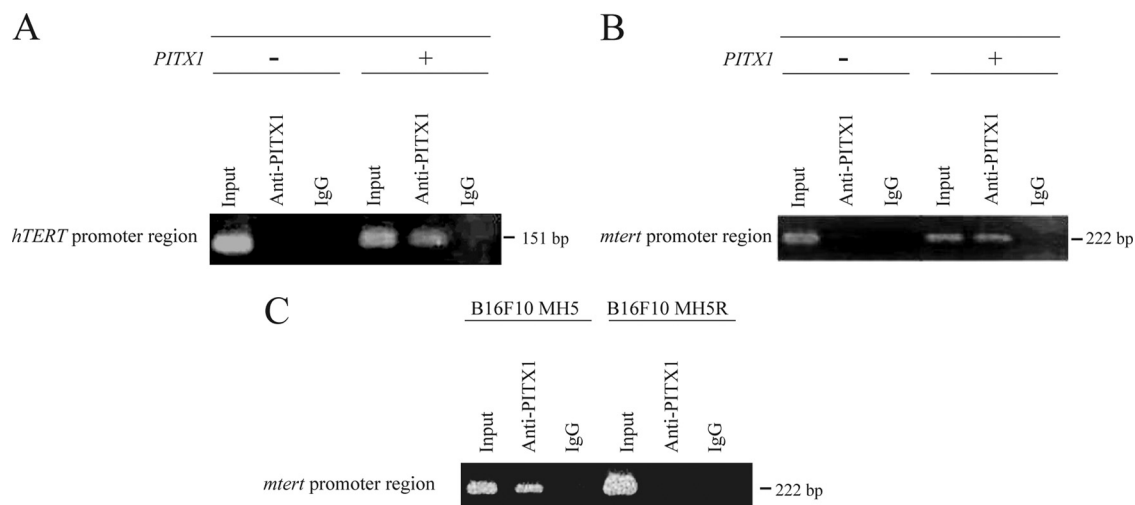 A
PITX1 - +
Input Anti-PITX1 IgG Input Anti-PITX1 IgG
hTERT promoter region 151 bp
B
PITX1 - +
Input Anti-PITX1 IgG Input Anti-PITX1 IgG
mtert promoter region 222 bp
C
B16F10 MH5 B16F10 MH5R
Input Anti-PITX1 IgG Input Anti-PITX1 IgG
mtert promoter region 222 bp